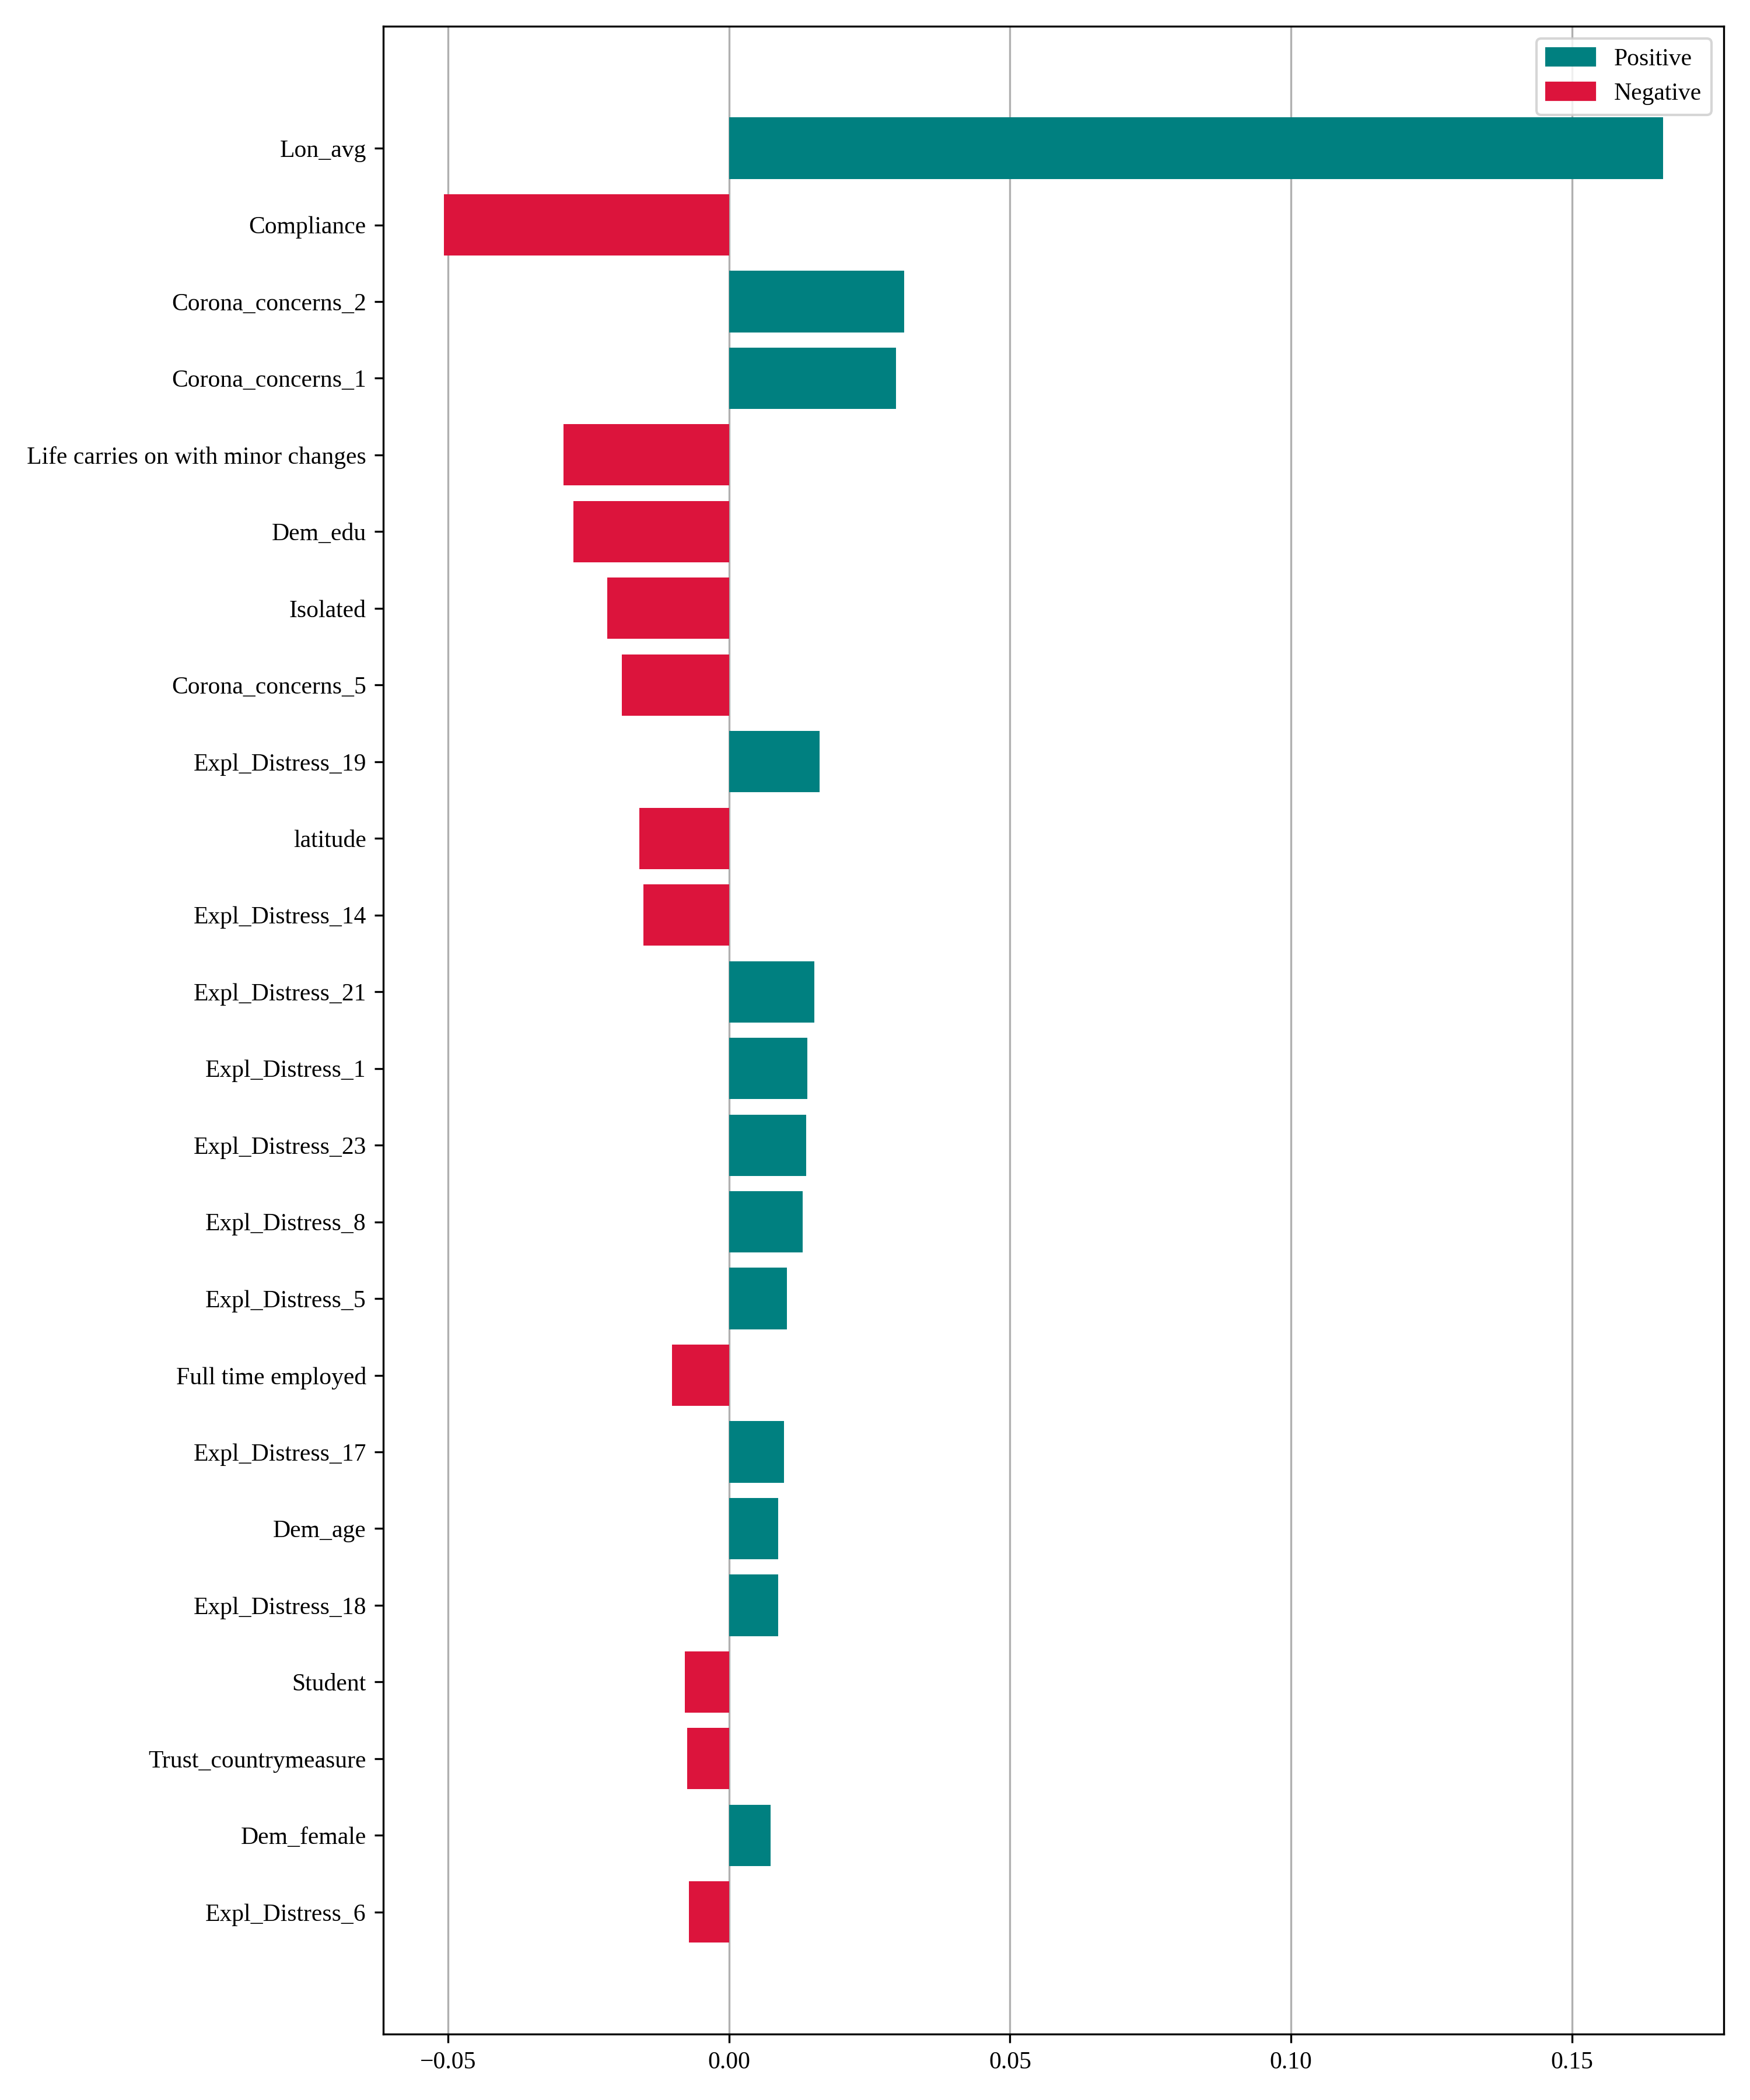 Positive
Negative
Lon_avg
Compliance
Corona_concerns_2
Corona_concerns_1
Life carries on with minor changes
Dem_edu
Isolated
Corona_concerns_5
Expl_Distress_19
latitude
Expl_Distress_14
Expl_Distress_21
Expl_Distress_1
Expl_Distress_23
Expl_Distress_8
Expl_Distress_5
Full time employed
Expl_Distress_17
Dem_age
Expl_Distress_18
Student
Trust_countrymeasure
Dem_female
Expl_Distress_6
−0.05 0.00 0.05 0.10 0.15